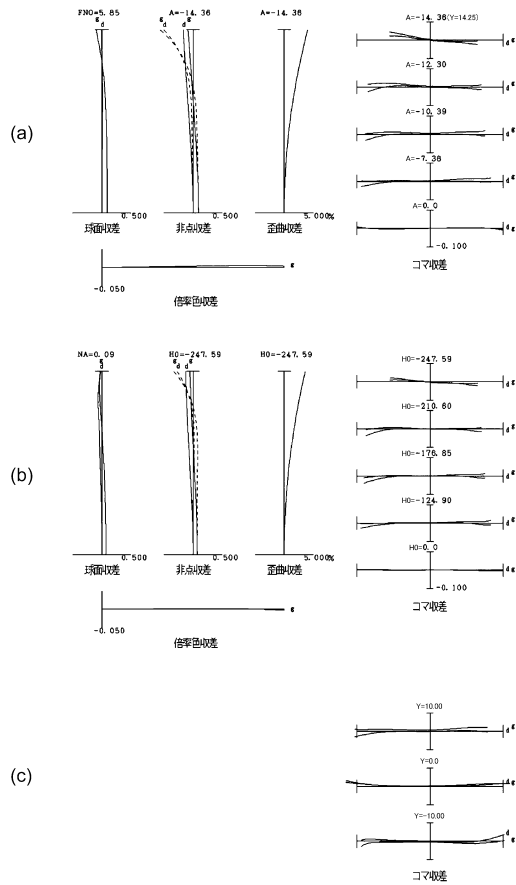 (a)
FNO=5.85
g
d
0.500
球面収差
A=-14.36
g
d
d
g
0.500
非点収差
A=-14.36
5.000%
歪曲収差
-0.050
g
倍率色収差
A=-14.36(Y=14.25)
d g
A=-12.30
d g
A=-10.39
d g
A=-7.38
d g
A=0.0
d g
-0.100
コマ収差
(b)
NA=0.09
g
d
0.500
球面収差
H0=-247.59
g
d
d
g
0.500
非点収差
H0=-247.59
5.000%
歪曲収差
-0.050
g
倍率色収差
H0=-247.59
d g
H0=-210.60
d g
H0=-176.85
d g
H0=-124.90
d g
H0=0.0
d g
-0.100
コマ収差
(c)
Y=10.00
d g
Y=0.0
d g
Y=-10.00
d
g
コマ収差